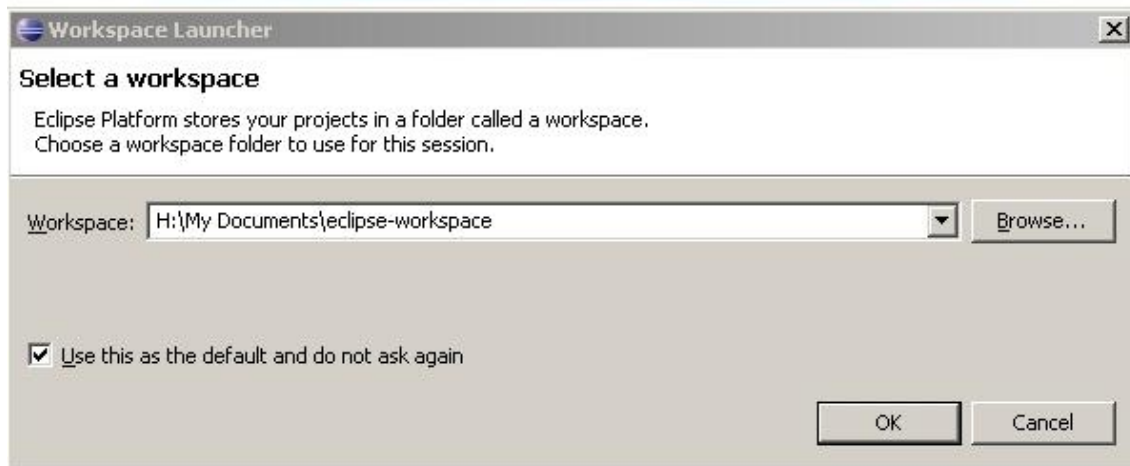 Workspace Launcher
Select a workspace
Eclipse Platform stores your projects in a folder called a workspace.
Choose a workspace folder to use for this session.
Workspace: H:\My Documents\eclipse-workspace Browse...
Use this as the default and do not ask again
OK Cancel